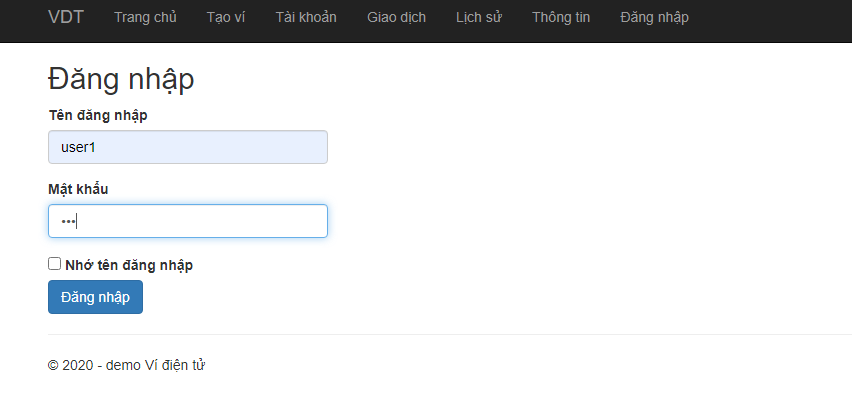 VDT Trang chủ Tạo ví Tài khoản Giao dịch Lịch sử Thông tin Đăng nhập
Đăng nhập
Tên đăng nhập
user1
Mật khẩu
•••
Nhớ tên đăng nhập
Đăng nhập
© 2020 - demo Ví điện tử